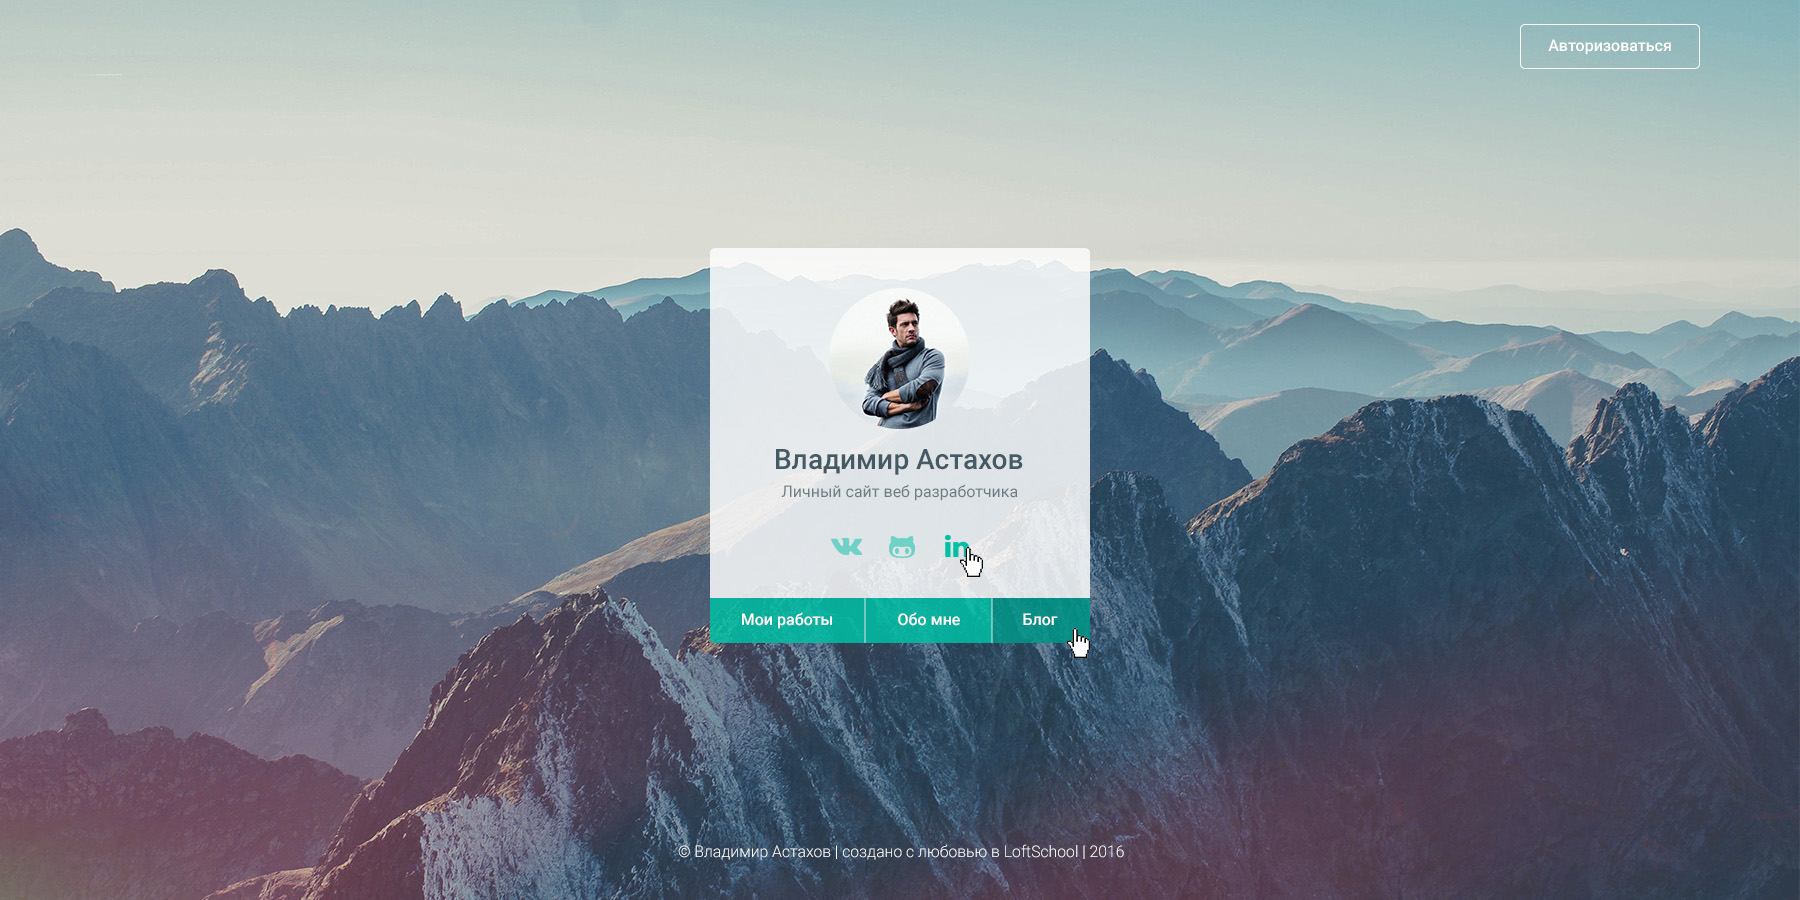 Авторизоваться
Владимир Астахов
Личный сайт веб разработчика
in
Мои работы
Обо мне
Блог
© Владимир Астахов | создано с любовью в LoftSchool | 2016